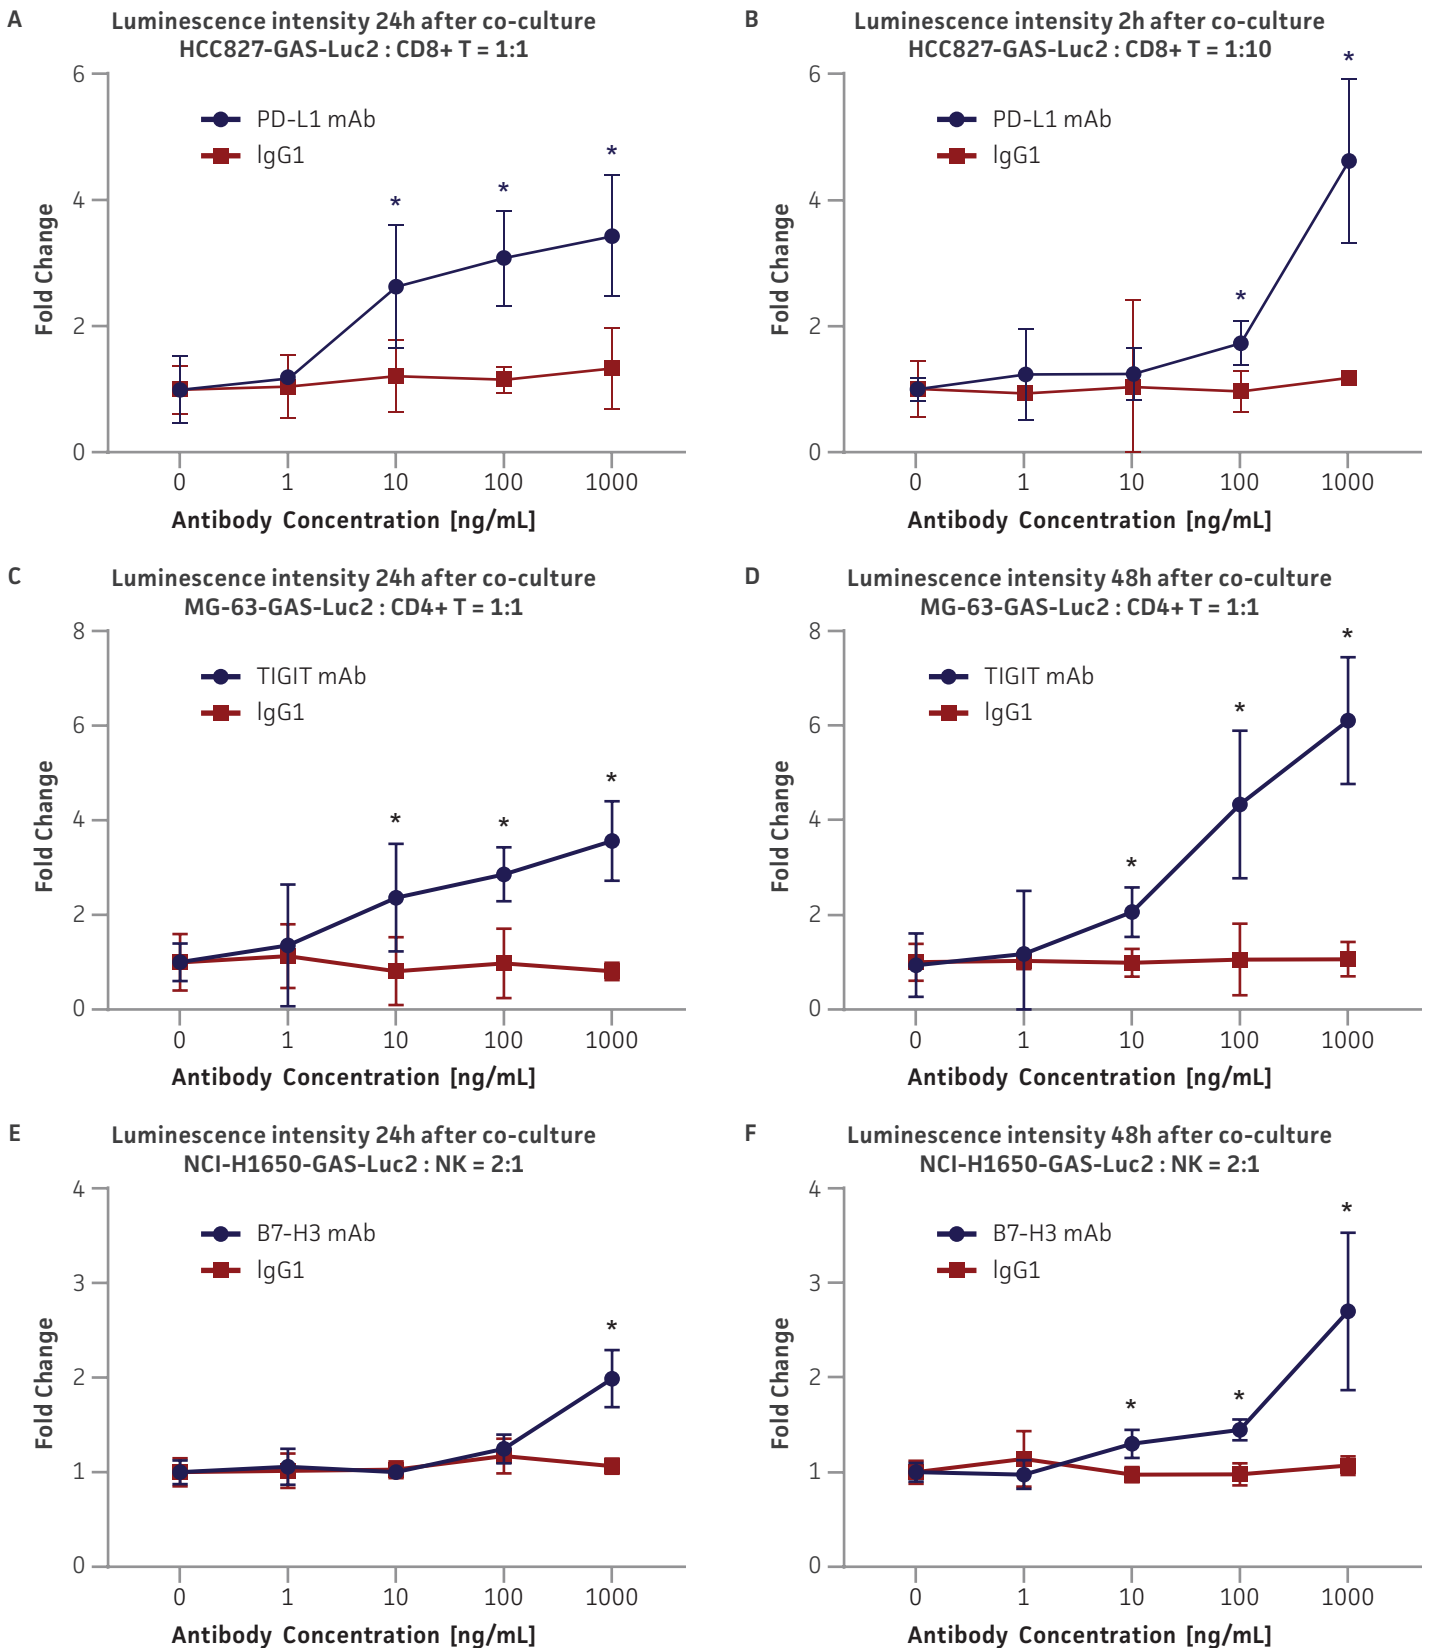 A
Luminescence intensity 24h after co-culture
HCC827-GAS-Luc2 : CD8+ T = 1:1
6
4
2
0
Fold Change
PD-L1 mAb
IgG1
*
*
*
0 1 10 100 1000
Antibody Concentration [ng/mL]
B
Luminescence intensity 2h after co-culture
HCC827-GAS-Luc2 : CD8+ T = 1:10
6
4
2
0
Fold Change
PD-L1 mAb
IgG1
*
*
0 1 10 100 1000
Antibody Concentration [ng/mL]
C
Luminescence intensity 24h after co-culture
MG-63-GAS-Luc2 : CD4+ T = 1:1
8
6
4
2
0
Fold Change
TIGIT mAb
IgG1
*
*
*
0 1 10 100 1000
Antibody Concentration [ng/mL]
D
Luminescence intensity 48h after co-culture
MG-63-GAS-Luc2 : CD4+ T = 1:1
8
6
4
2
0
Fold Change
TIGIT mAb
IgG1
*
*
*
0 1 10 100 1000
Antibody Concentration [ng/mL]
E
Luminescence intensity 24h after co-culture
NCI-H1650-GAS-Luc2 : NK = 2:1
4
3
2
1
0
Fold Change
B7-H3 mAb
IgG1
*
0 1 10 100 1000
Antibody Concentration [ng/mL]
F
Luminescence intensity 48h after co-culture
NCI-H1650-GAS-Luc2 : NK = 2:1
4
3
2
1
0
Fold Change
B7-H3 mAb
IgG1
*
*
*
0 1 10 100 1000
Antibody Concentration [ng/mL]